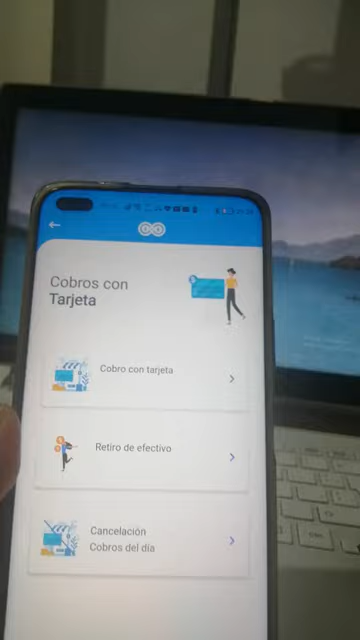 Cobros con
Tarjeta
Cobro con tarjeta
Retiro de efectivo
Cancelación
Cobros del día